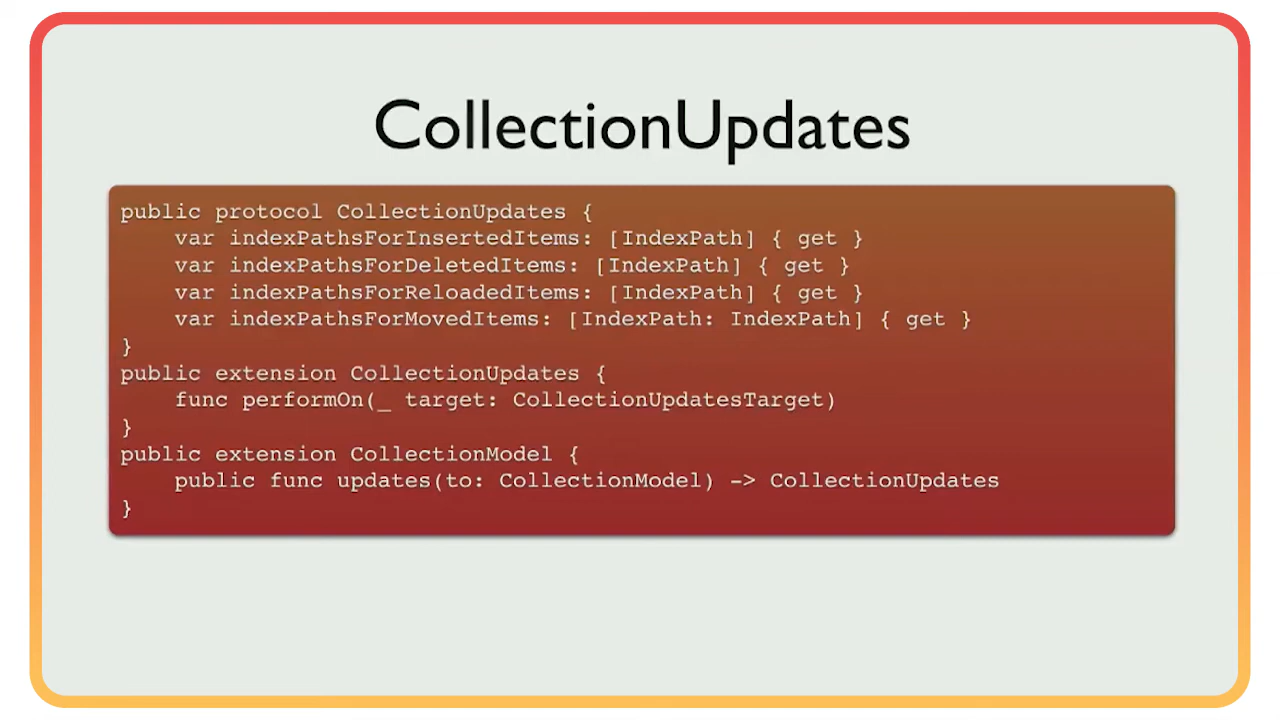 CollectionUpdates
public protocol CollectionUpdates {
    var indexPathsForInsertedItems: [IndexPath] { get }
    var indexPathsForDeletedItems: [IndexPath] { get }
    var indexPathsForReloadedItems: [IndexPath] { get }
    var indexPathsForMovedItems: [IndexPath: IndexPath] { get }
}
public extension CollectionUpdates {
    func performOn(_ target: CollectionUpdatesTarget)
}
public extension CollectionModel {
    public func updates(to: CollectionModel) -> CollectionUpdates
}